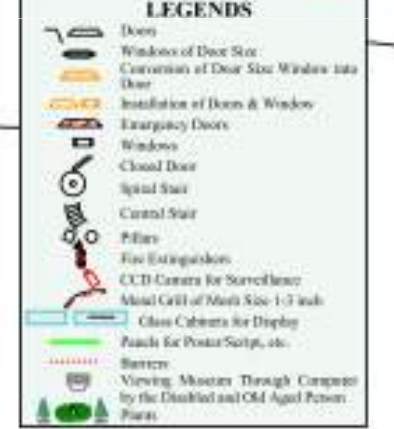 LEGENDS
Doors
Windows of Door Size
Conversion of Door Size Window into
Door
Installation of Doors & Window
Emergency Doors
Windows
Closed Door
Spiral Stair
Central Stair
Pillars
Fire Extinguishers
CCD Camera for Surveillance
Metal Grill of Mesh Size 1-3 inch
Glass Cabinets for Display
Panels for Poster/Script, etc.
Barriers
Viewing Museum Through Computer
by the Disabled and Old Aged Person
Plants